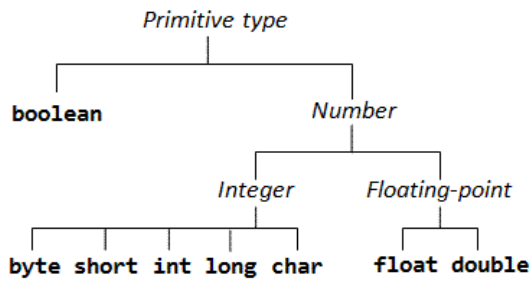 Primitive type
boolean
Number
Integer
Floating-point
byte short int long char
float double